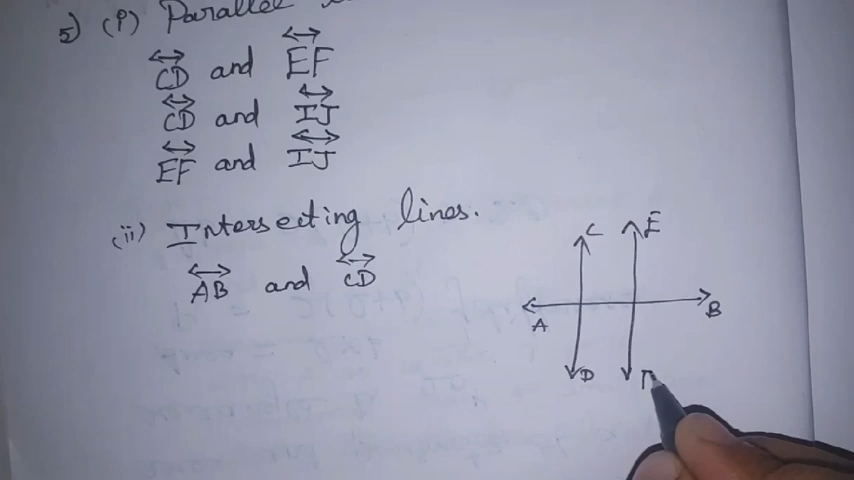 5) (i) Parallel
CD and EF
CD and IJ
EF and IJ
(ii) Intersecting lines.
AB and CD
C E
A B
D